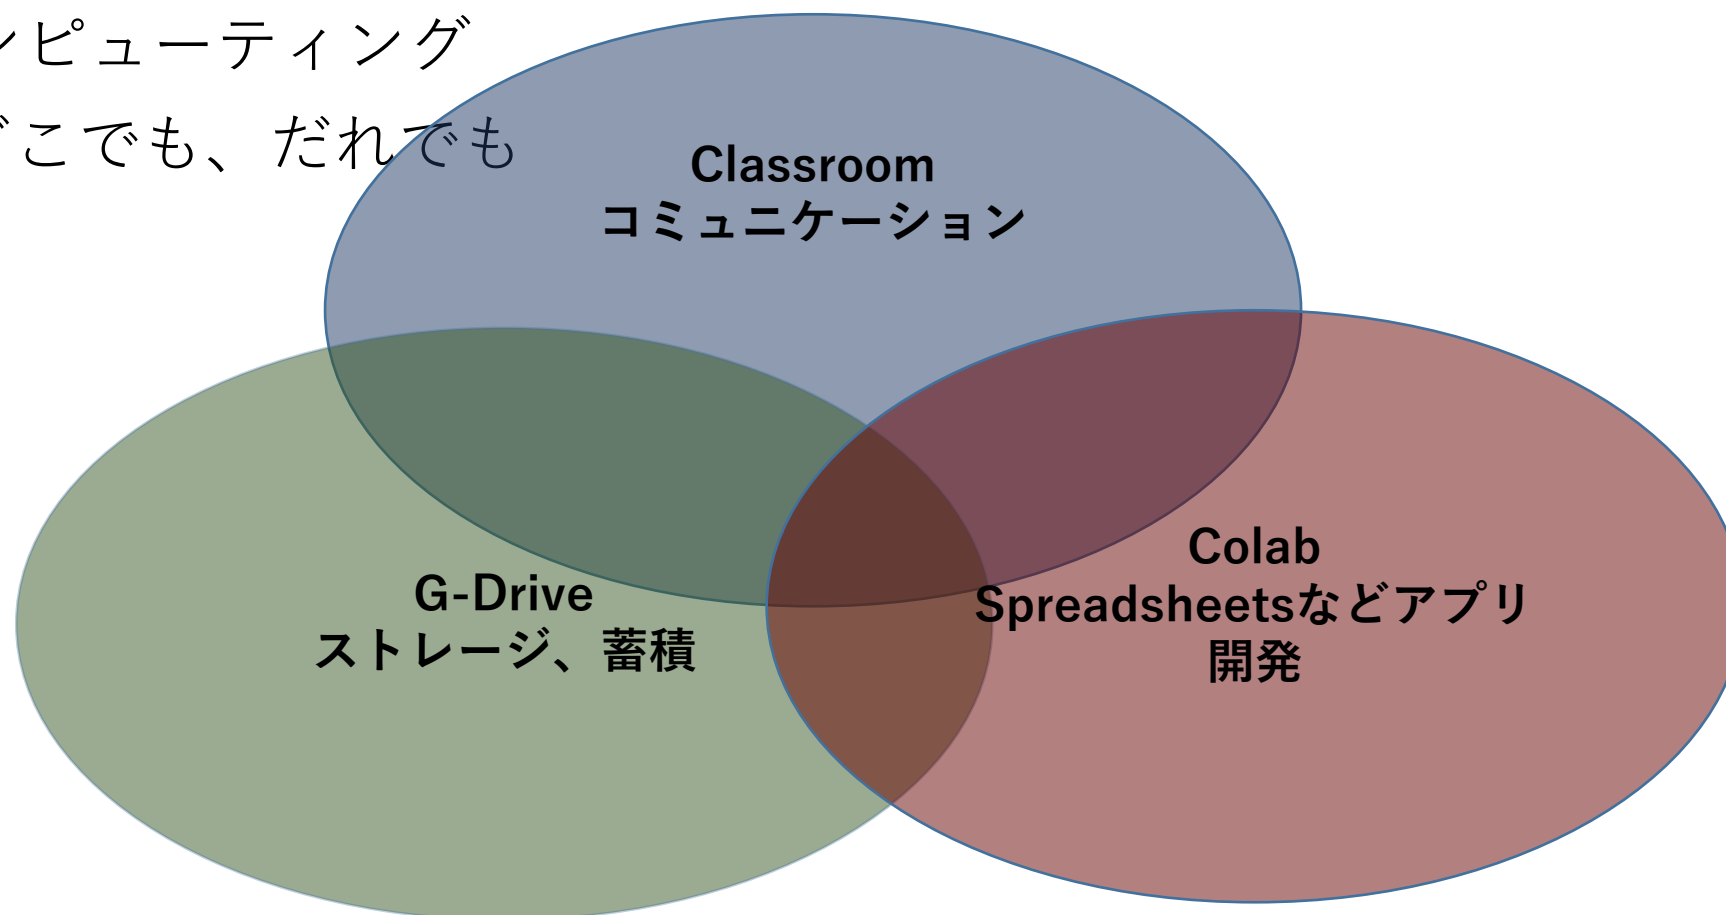 ンピューティング
どこでも、だれでも
Classroom
コミュニケーション
G-Drive
ストレージ、蓄積
Colab
Spreadsheetsなどアプリ
開発